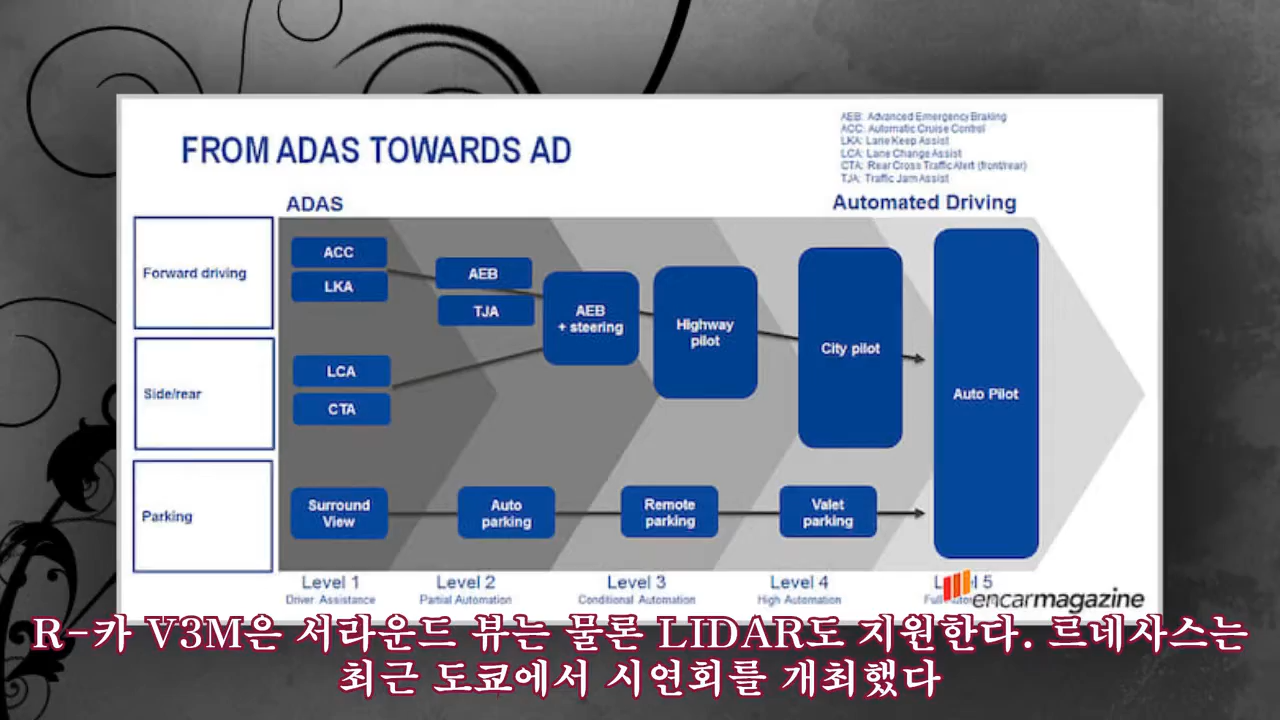 FROM ADAS TOWARDS AD
AEB: Advanced Emergency Braking
ACC: Automatic Cruise Control
LKA: Lane Keep Assist
LCA: Lane Change Assist
CTA: Rear Cross Traffic Alert (front/rear)
TJA: Traffic Jam Assist
ADAS
Automated Driving
Forward driving
ACC
LKA
AEB
TJA
AEB
+ steering
Highway
pilot
City pilot
Auto Pilot
Side/rear
LCA
CTA
Parking
Surround
View
Auto
parking
Remote
parking
Valet
parking
Level 1
Driver Assistance
Level 2
Partial Automation
Level 3
Conditional Automation
Level 4
High Automation
5
encarmagazine
R-카 V3M은 서라운드 뷰는 물론 LIDAR도 지원한다. 르네사스는
최근 도쿄에서 시연회를 개최했다